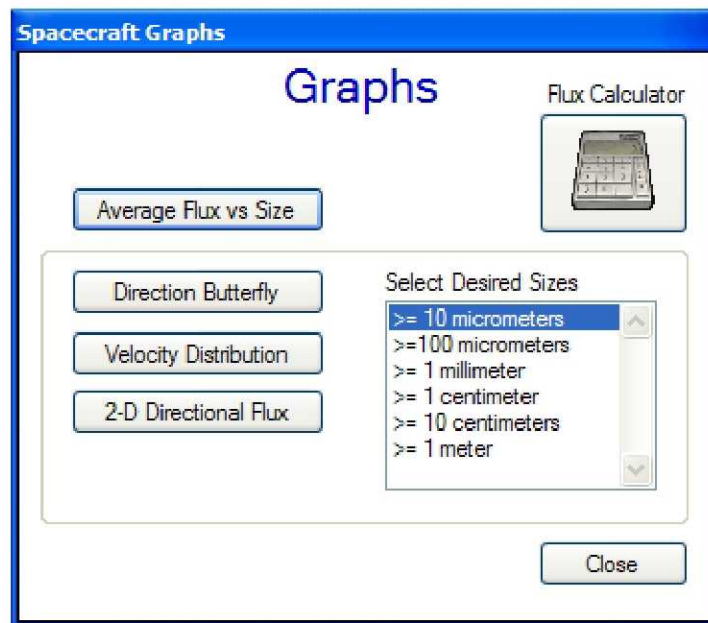 Spacecraft Graphs
Graphs
Flux Calculator
Average Flux vs Size
Direction Butterfly
Velocity Distribution
2-D Directional Flux
Select Desired Sizes
>= 10 micrometers
>=100 micrometers
>= 1 millimeter
>= 1 centimeter
>= 10 centimeters
>= 1 meter
Close